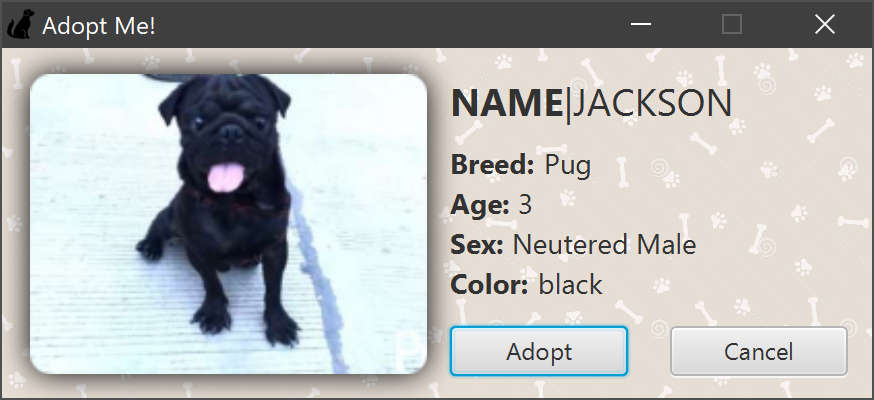 Adopt Me!
NAME|JACKSON
Breed: Pug
Age: 3
Sex: Neutered Male
Color: black
P
Adopt Cancel